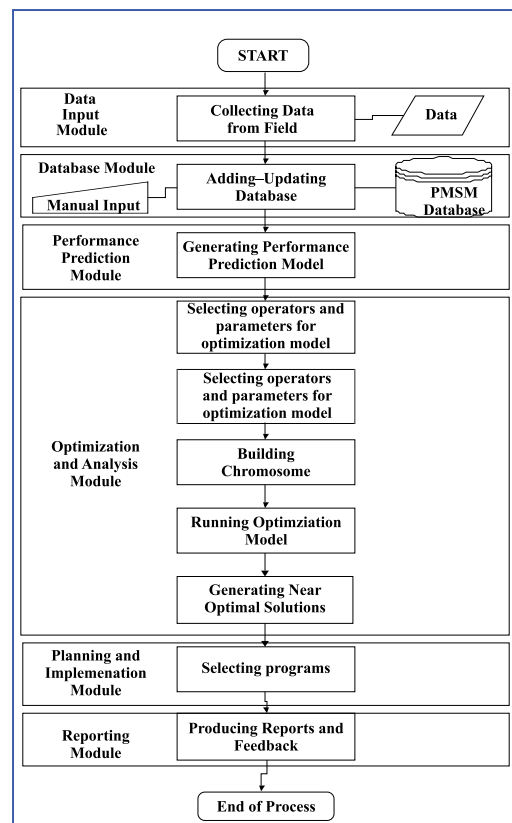 START
Data
Input
Module
Collecting Data
from Field
Data
Database Module
Manual Input
Adding–Updating
Database
PMSM
Database
Performance
Prediction
Module
Generating Performance
Prediction Model
Optimization
and Analysis
Module
Selecting operators and
parameters for
optimization model
Selecting operators
and parameters for
optimization model
Building
Chromosome
Running Optimziation
Model
Generating Near
Optimal Solutions
Planning and
Implemenation
Module
Selecting programs
Reporting
Module
Producing Reports and
Feedback
End of Process